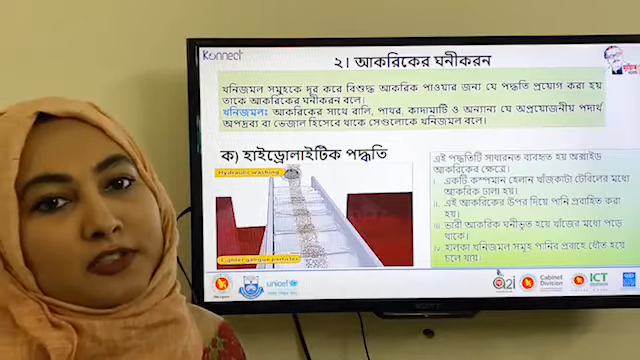 Konnect
২। আকরিকের ঘনীকরন
খনিজমল সমূহকে দূর করে বিশুদ্ধ আকরিক পাওয়ার জন্য যে পদ্ধতি প্রয়োগ করা হয়
তাকে আকরিকের ঘনীকরন বলে।
খনিজমলঃ আকরিকের সাথে বালি, পাথর, কাদামাটি ও অন্যান্য যে অপ্রয়োজনীয় পদার্থ
অপদ্রব্য বা ভেজাল হিসেবে থাকে সেগুলোকে খনিজমল বলে।
ক) হাইড্রোলাইটিক পদ্ধতি
Hydraulic washing
Lighter gangue particles
এই পদ্ধতিটি সাধারনত ব্যবহৃত হয় অক্সাইড
আকরিকের ক্ষেত্রে।
i. একটি কম্পমান হেলান খাঁজকাটা টেবিলের মধ্যে
আকরিক ঢালা হয়।
ii. এই আকরিকের উপর দিয়ে পানি প্রবাহিত করা
হয়।
iii. ভারী আকরিক ঘনীভূত হয়ে খাঁজের মধ্যে পড়ে
থাকে।
iv. হালকা খনিজমল সমূহ পানির প্রবাহে ধৌত হয়ে
চলে যায়।
unicef
a2i
Cabinet
Division
ICT
SONY